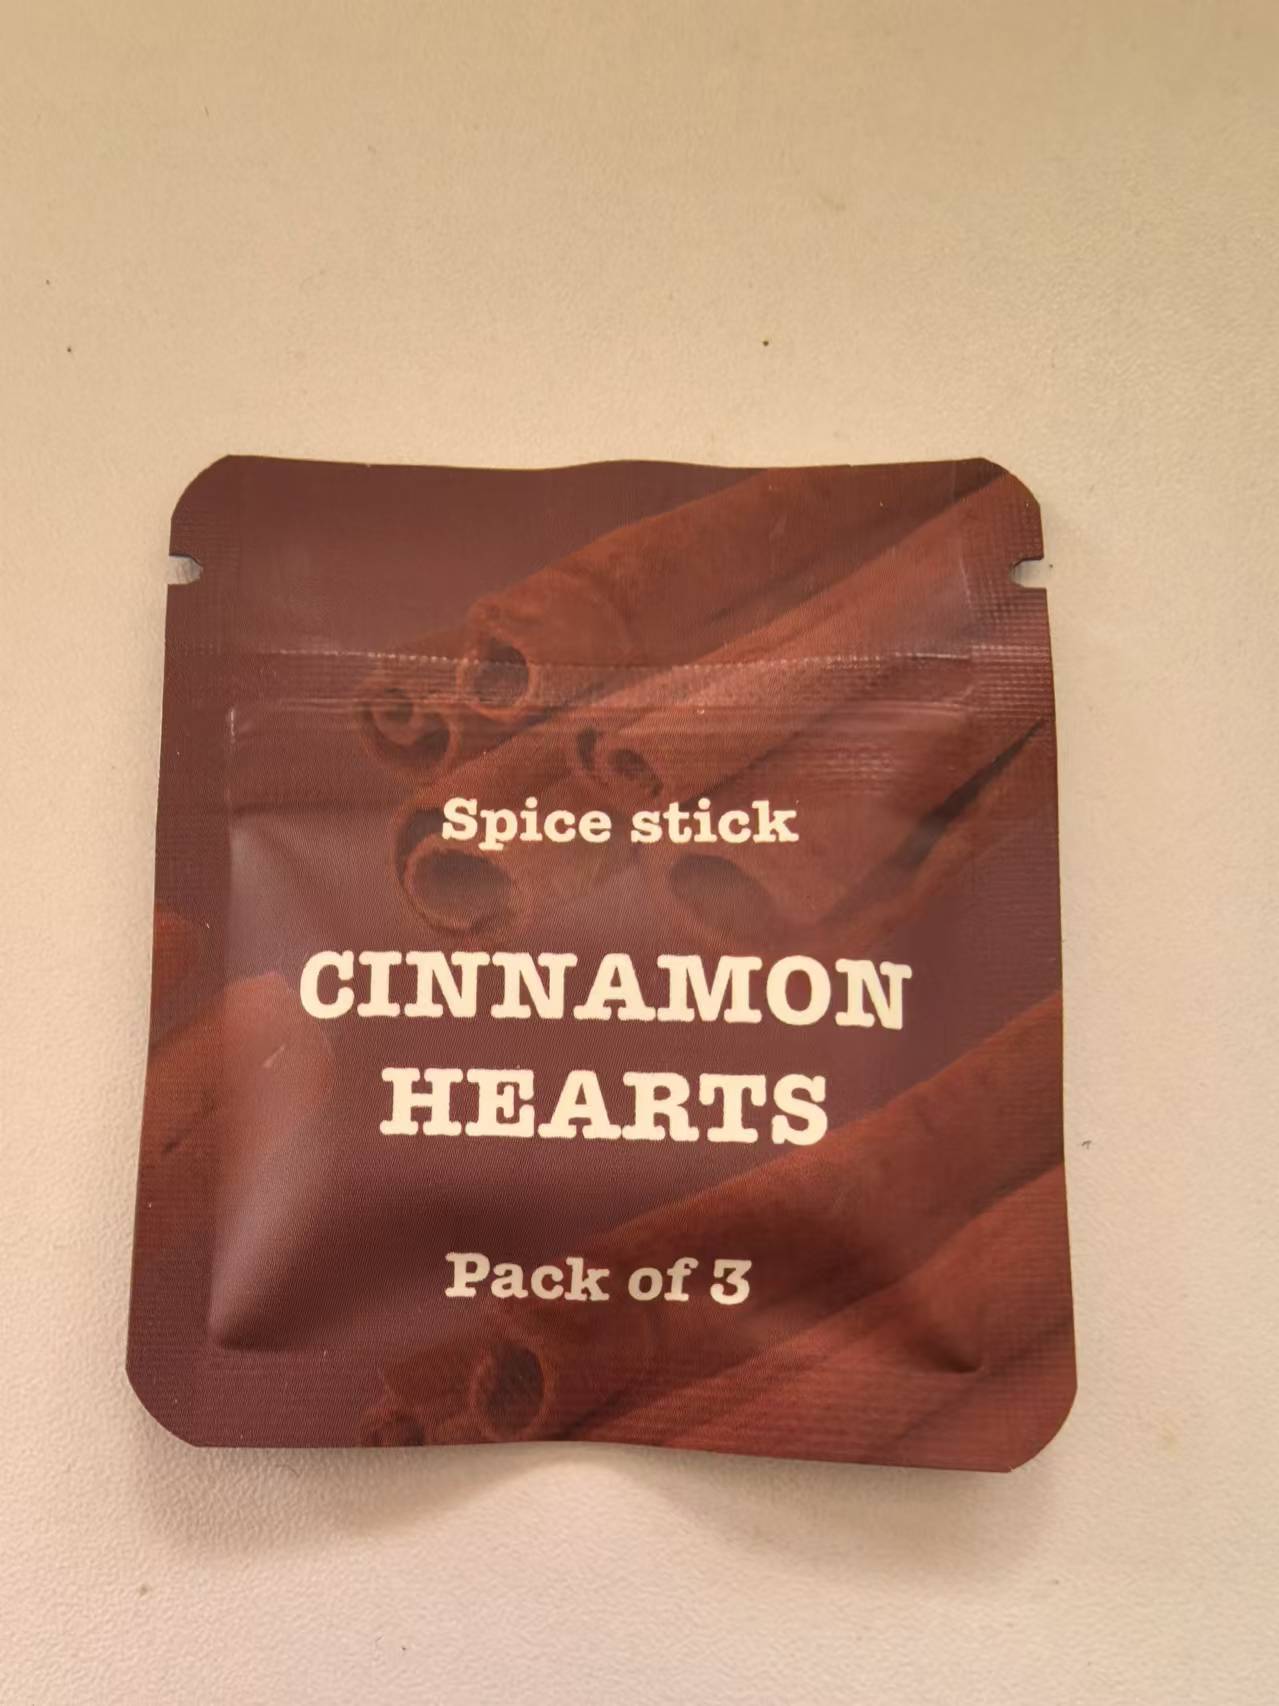 Spice stick
CINNAMON
HEARTS
Pack of 3